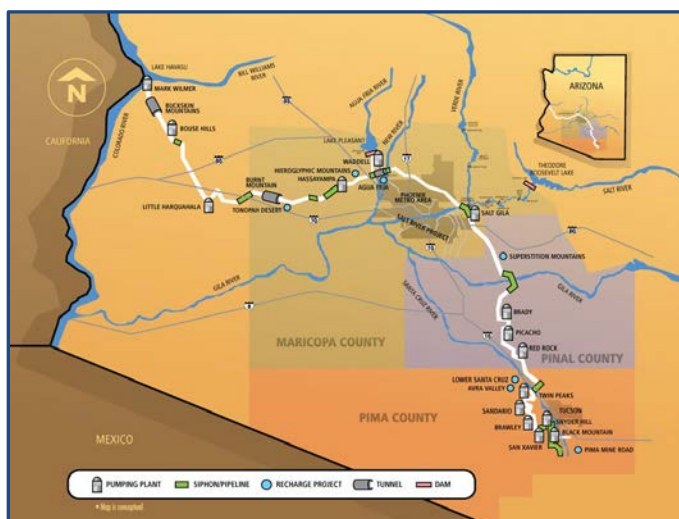 LAKE HAVASU
BILL WILLIAMS
RIVER
MARK WILMER
BUCKSKIN
MOUNTAINS
BOUSE HILLS
N
CALIFORNIA
COLORADO RIVER
AGUA FRIA RIVER
VERDE RIVER
NEW RIVER
LAKE PLEASANT
WADDELL
ARIZONA
THEODORE
ROOSEVELT LAKE
SALT RIVER
HIEROGLYPHIC MOUNTAINS
HASSAYAMPA
BURNT
MOUNTAIN
AGUA FRIA
PHOENIX
METRO AREA
LITTLE HARQUAHALA
TONOPAH DESERT
SALT RIVER PROJECT
SALT GILA
SUPERSTITION MOUNTAINS
GILA RIVER
SANTA CRUZ RIVER
GILA RIVER
BRADY
PICACHO
RED ROCK
MARICOPA COUNTY
PINAL COUNTY
LOWER SANTA CRUZ
AVRA VALLEY
TWIN PEAKS
PIMA COUNTY
SANDARIO
TUCSON
SNYDER HILL
BRAWLEY
BLACK MOUNTAIN
SAN XAVIER
PIMA MINE ROAD
MEXICO
PUMPING PLANT
SIPHON/PIPELINE
RECHARGE PROJECT
TUNNEL
DAM
* Map is conceptual